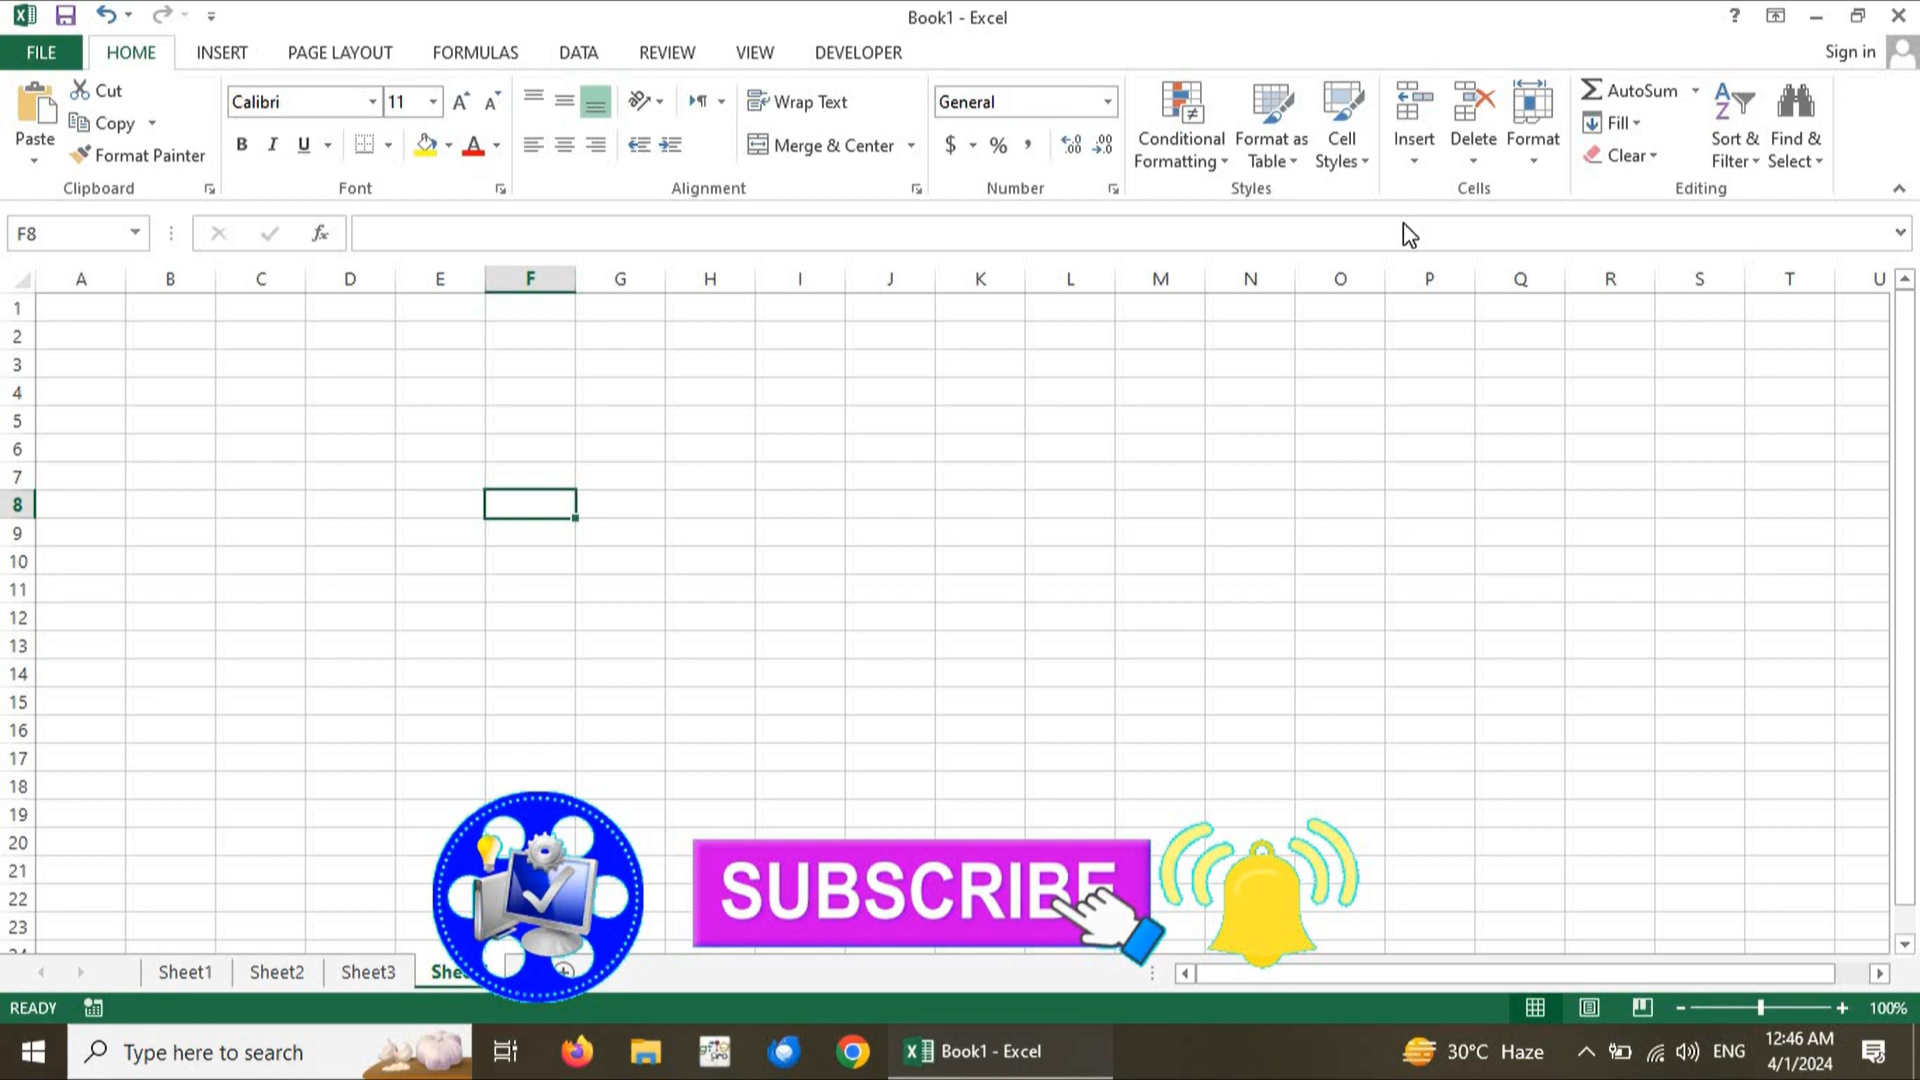 Book1 - Excel
?
FILE HOME INSERT PAGE LAYOUT FORMULAS DATA REVIEW VIEW DEVELOPER Sign in
Paste
Cut
Copy
Format Painter
Clipboard
Calibri 11
B I U A
Font
Wrap Text
Merge & Center
Alignment
General
$ % ,
Number
Conditional Formatting
Format as Table
Cell Styles
Styles
Insert
Delete
Format
Cells
AutoSum
Fill
Clear
Sort & Filter
Find & Select
Editing
F8
fx
A B C D E F G H I J K L M N O P Q R S T U
1
2
3
4
5
6
7
8
9
10
11
12
13
14
15
16
17
18
19
20
21
22
23
SUBSCRIBE
Sheet1 Sheet2 Sheet3
READY
100%
Type here to search
Book1 - Excel
30°C Haze
ENG
12:46 AM
4/1/2024